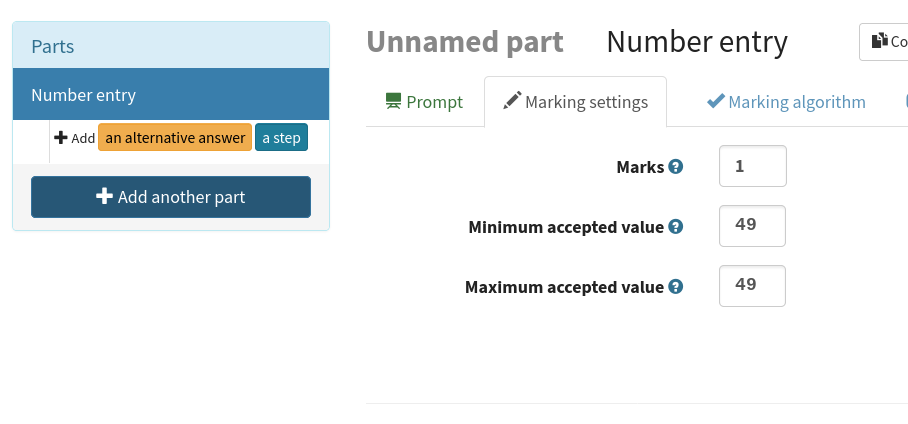 Parts
Number entry
Add an alternative answer a step
Add another part
Unnamed part Number entry Co
Prompt Marking settings Marking algorithm
Marks ? 1
Minimum accepted value ? 49
Maximum accepted value ? 49